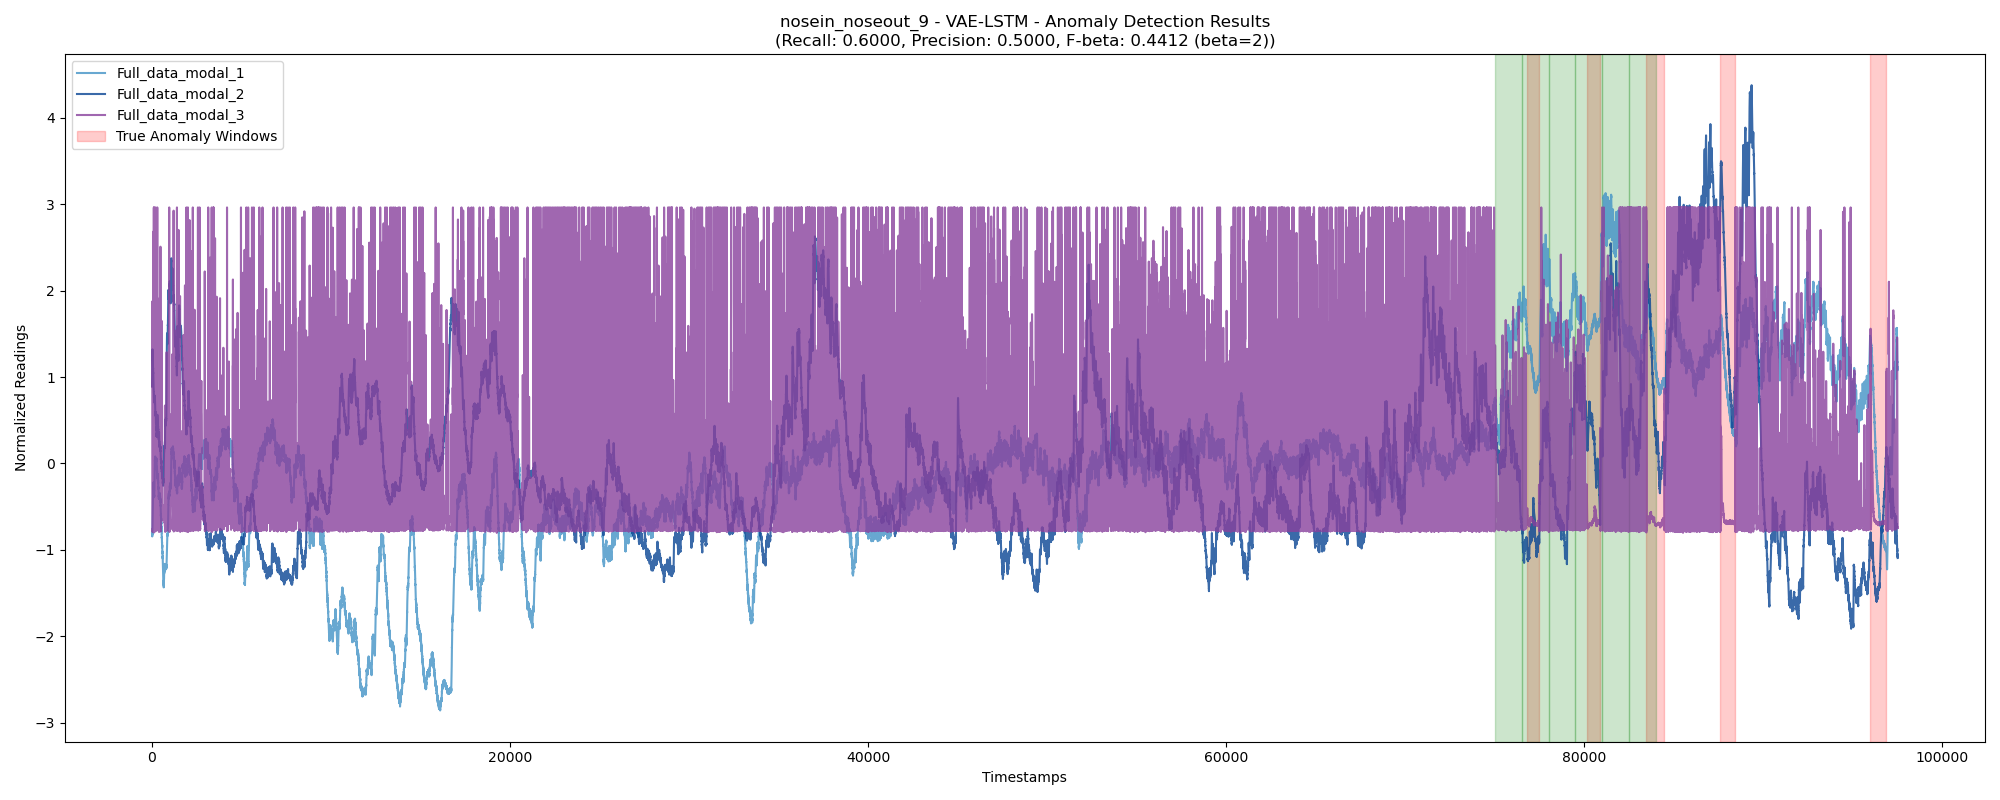 nosein_noseout_9 - VAE-LSTM - Anomaly Detection Results
(Recall: 0.6000, Precision: 0.5000, F-beta: 0.4412 (beta=2))
Full_data_modal_1
Full_data_modal_2
Full_data_modal_3
True Anomaly Windows
Normalized Readings
4
3
2
1
0
−1
−2
−3
0
20000
40000
60000
80000
100000
Timestamps